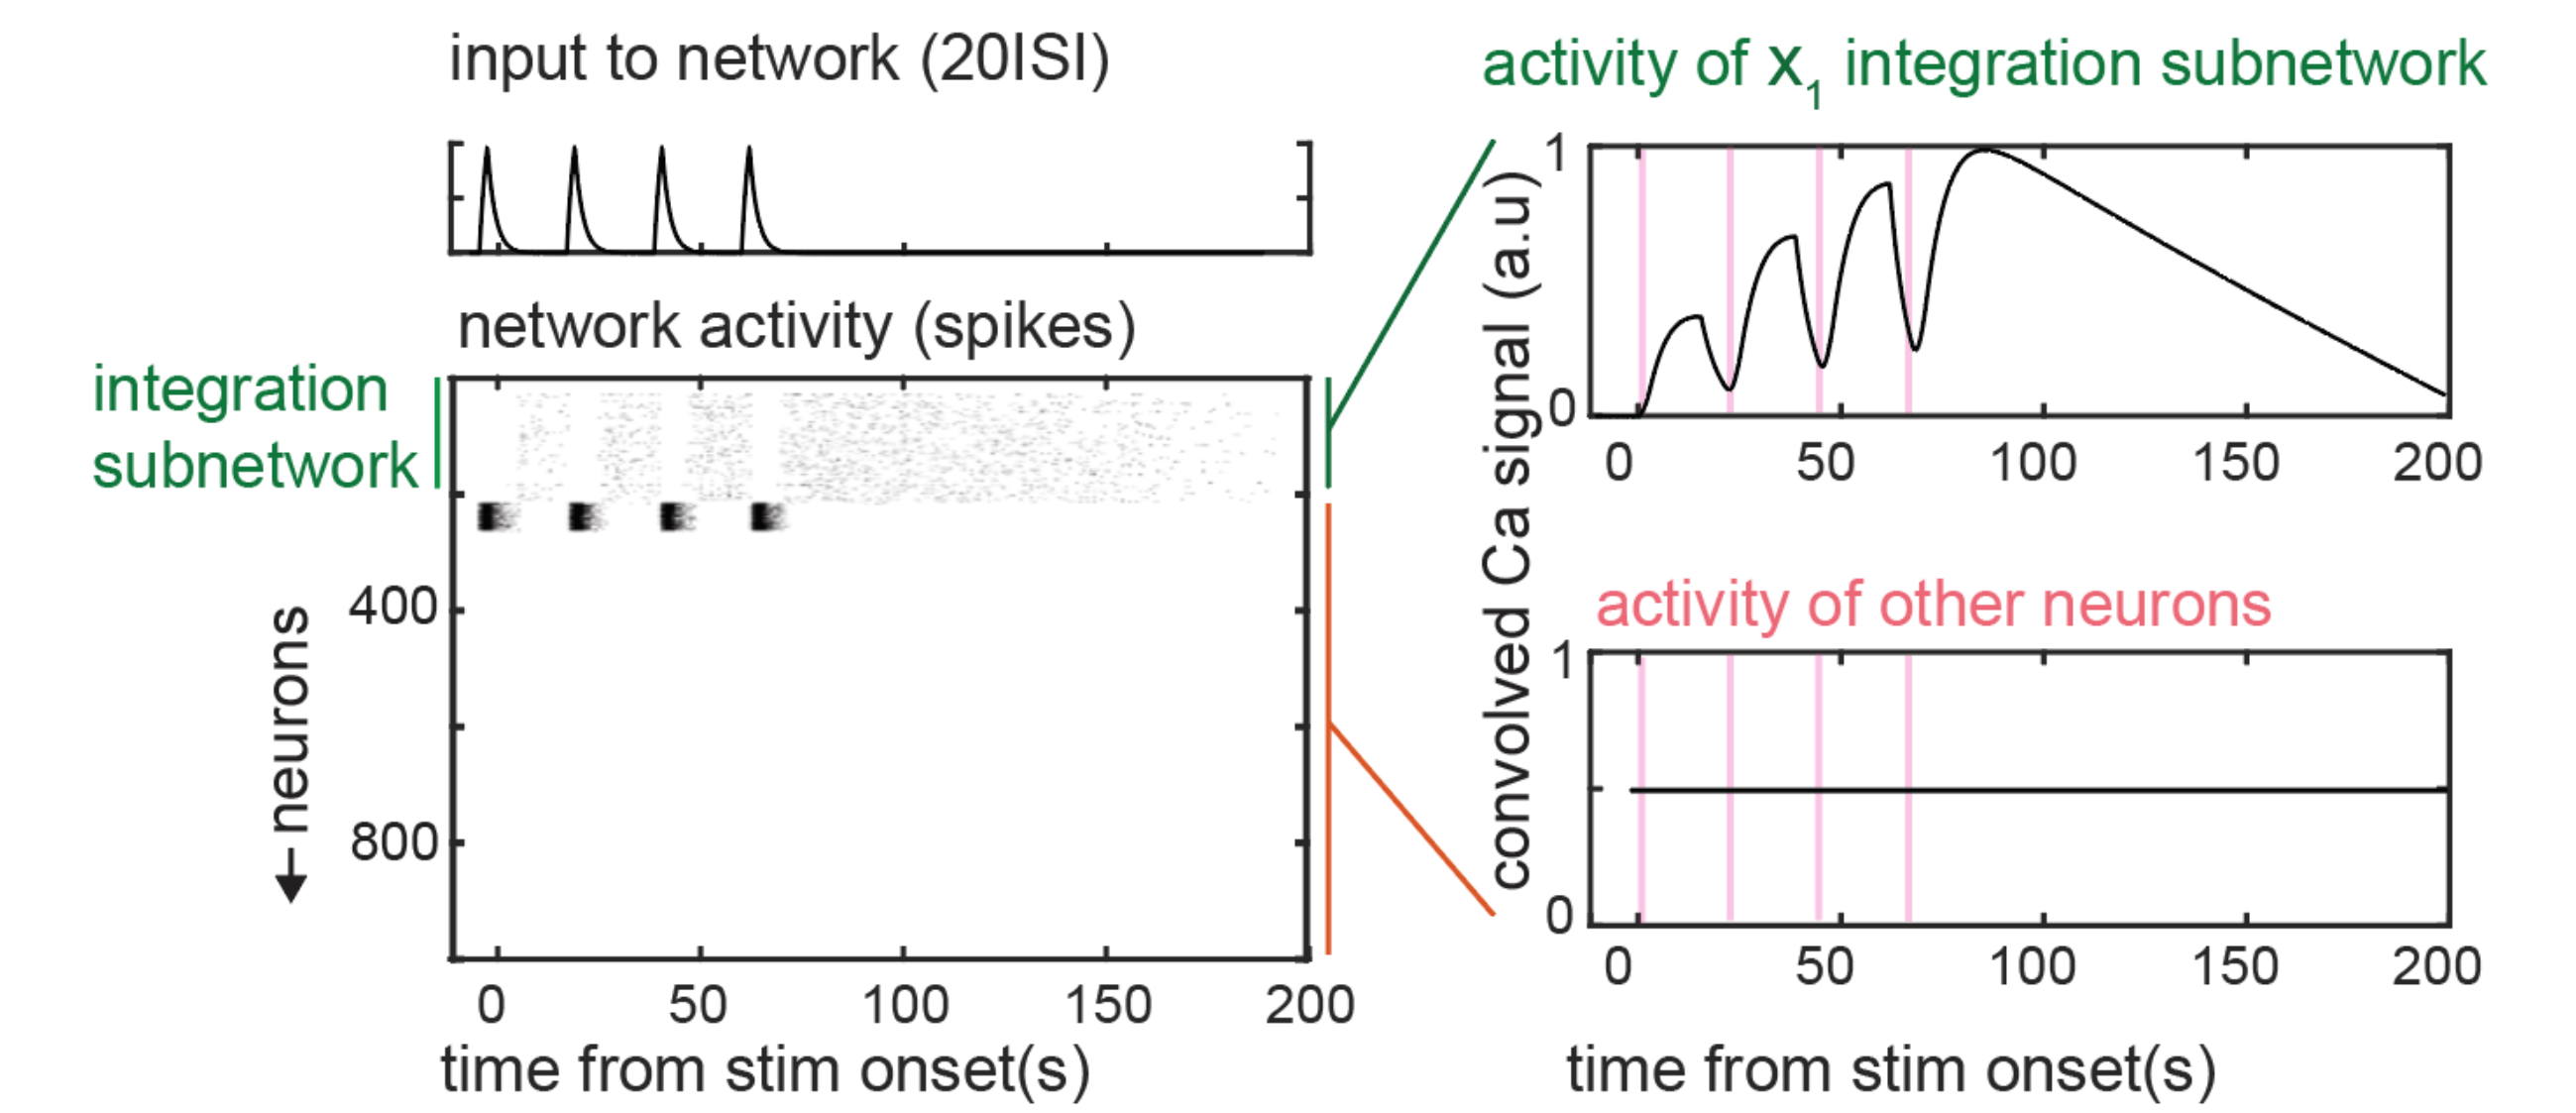 input to network (20ISI)
network activity (spikes)
integration
subnetwork
← neurons
400
800
0 50 100 150 200
time from stim onset(s)
activity of x1 integration subnetwork
convolved Ca signal (a.u)
1
0
0 50 100 150 200
activity of other neurons
1
0
0 50 100 150 200
time from stim onset(s)